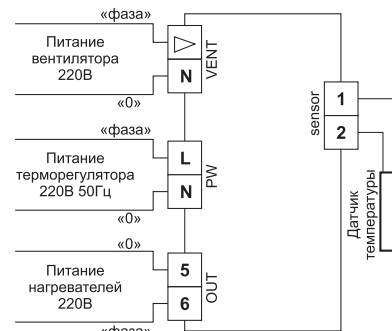 «фаза»
Питание
вентилятора
220В
«0»
N
VENT
«фаза»
Питание
терморегулятора
220В 50Гц
«0»
L
N
PW
«0»
Питание
нагревателей
220В
«фаза»
5
6
OUT
sensor
1
2
Датчик
температуры